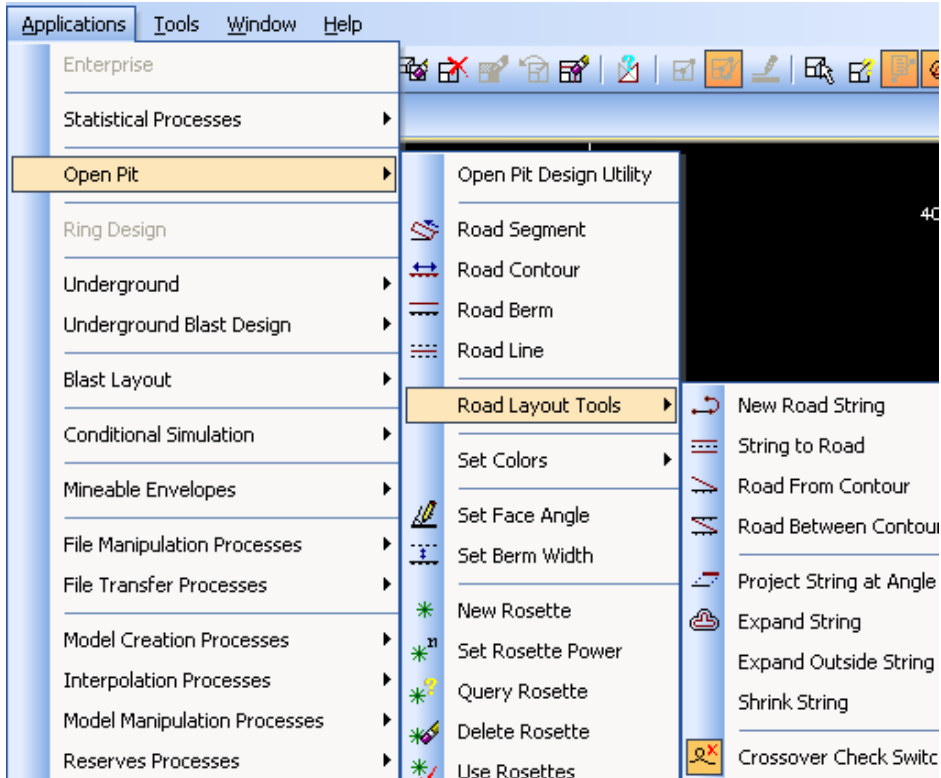 Applications Tools Window Help
Enterprise
Statistical Processes
Open Pit
Ring Design
Underground
Underground Blast Design
Blast Layout
Conditional Simulation
Mineable Envelopes
File Manipulation Processes
File Transfer Processes
Model Creation Processes
Interpolation Processes
Model Manipulation Processes
Reserves Processes
Open Pit Design Utility
Road Segment
Road Contour
Road Berm
Road Line
Road Layout Tools
Set Colors
Set Face Angle
Set Berm Width
New Rosette
Set Rosette Power
Query Rosette
Delete Rosette
Use Rosettes
New Road String
String to Road
Road From Contour
Road Between Contour
Project String at Angle
Expand String
Expand Outside String
Shrink String
Crossover Check Switc